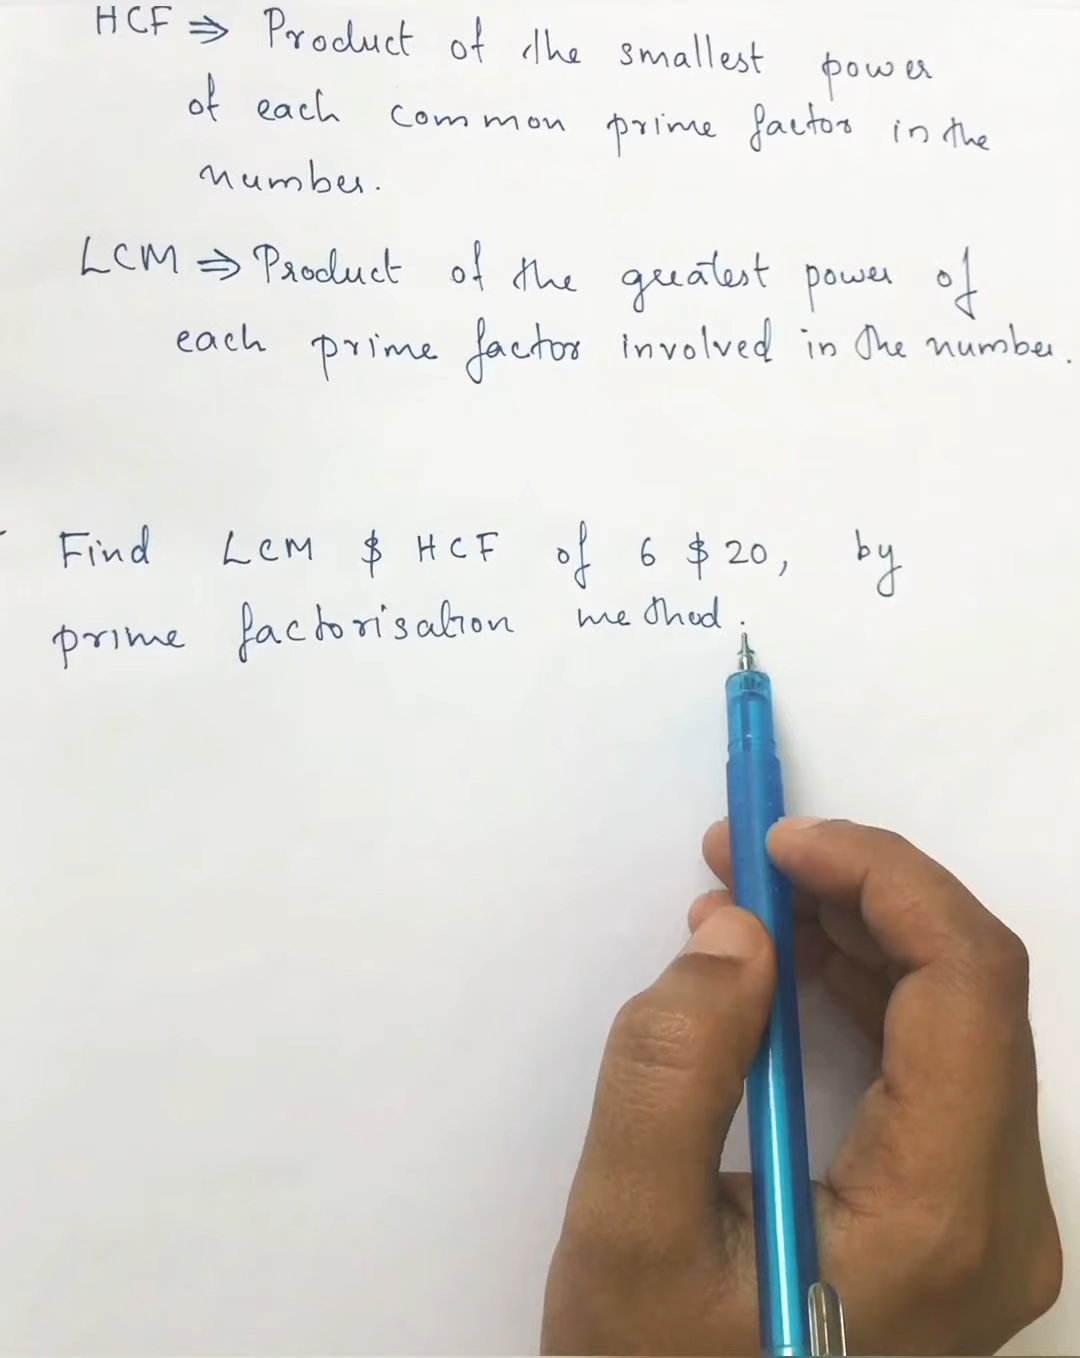 HCF ⇒ Product of the smallest power
of each common prime factor in the
number.
LCM ⇒ Product of the greatest power of
each prime factor involved in the number.
Find LCM $ HCF of 6 $ 20, by
prime factorisation method.